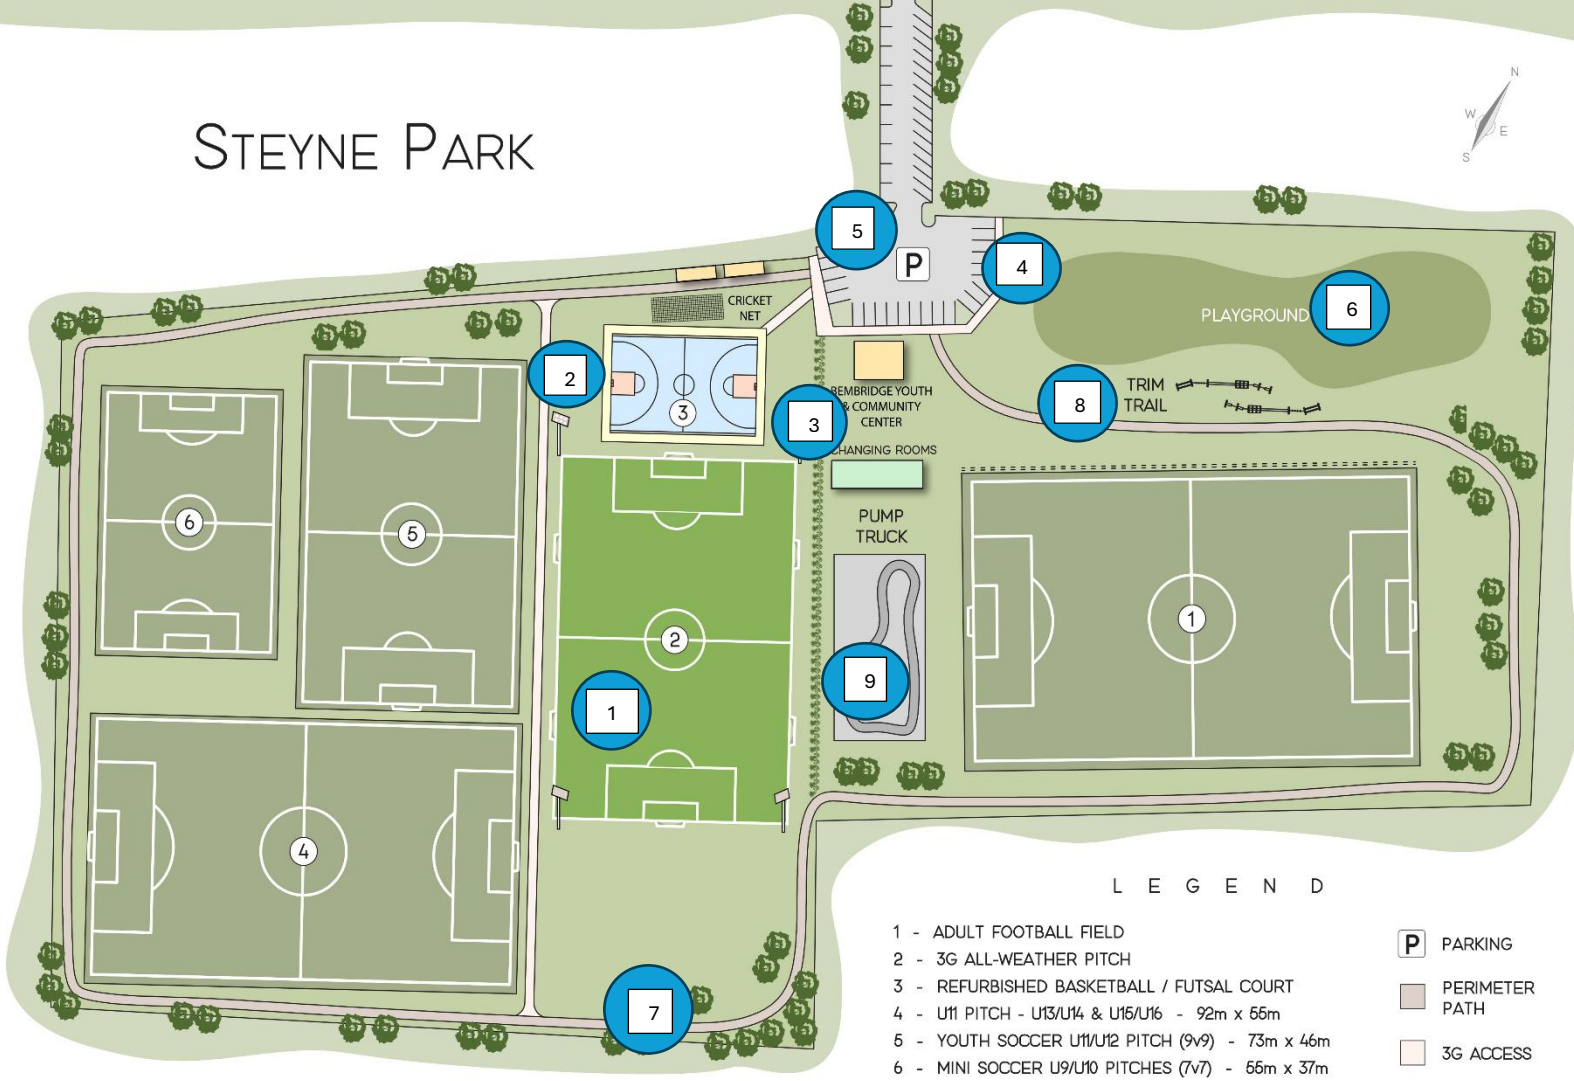 STEYNE PARK
N
W
E
S
5
P
4
CRICKET
NET
PLAYGROUND
6
2
3
BEMBRIDGE YOUTH
& COMMUNITY
CENTER
3
8
TRIM
TRAIL
CHANGING ROOMS
6
5
PUMP
TRUCK
2
1
9
1
4
7
LEGEND
1 - ADULT FOOTBALL FIELD
2 - 3G ALL-WEATHER PITCH
3 - REFURBISHED BASKETBALL / FUTSAL COURT
4 - U11 PITCH - U13/U14 & U15/U16 - 92m x 55m
5 - YOUTH SOCCER U11/U12 PITCH (9v9) - 73m x 46m
6 - MINI SOCCER U9/U10 PITCHES (7v7) - 55m x 37m
P PARKING
PERIMETER
PATH
3G ACCESS